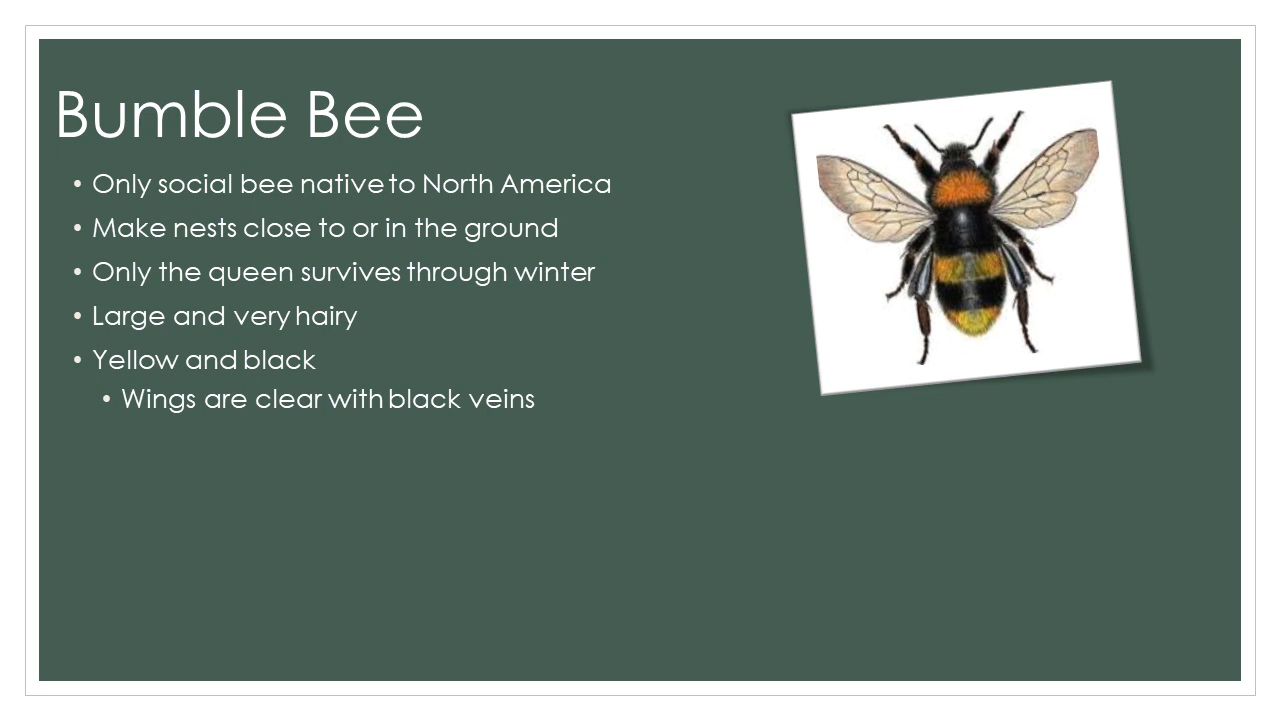 Bumble Bee
• Only social bee native to North America
• Make nests close to or in the ground
• Only the queen survives through winter
• Large and very hairy
• Yellow and black
• Wings are clear with black veins